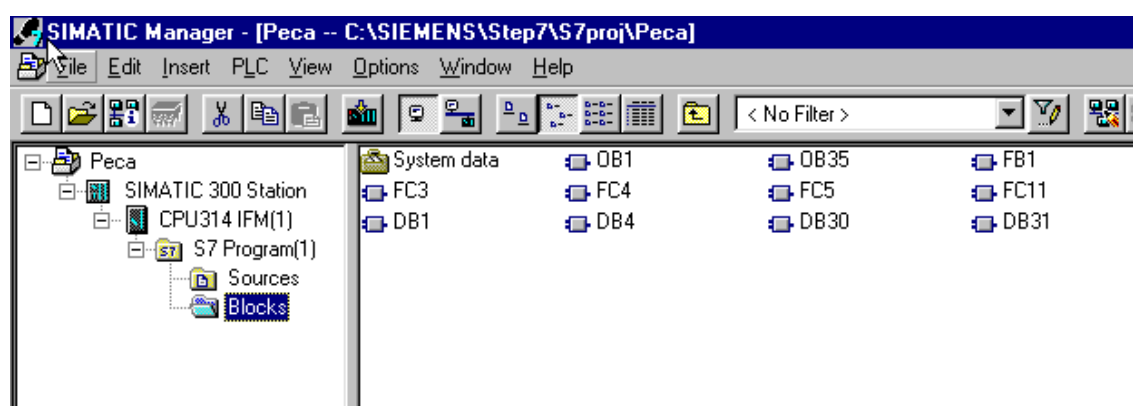 SIMATIC Manager - [Peca -- C:\SIEMENS\Step7\S7proj\Peca]
File Edit Insert PLC View Options Window Help
< No Filter >
Peca
SIMATIC 300 Station
CPU314 IFM(1)
S7 Program(1)
Sources
Blocks
System data OB1 OB35 FB1
FC3 FC4 FC5 FC11
DB1 DB4 DB30 DB31